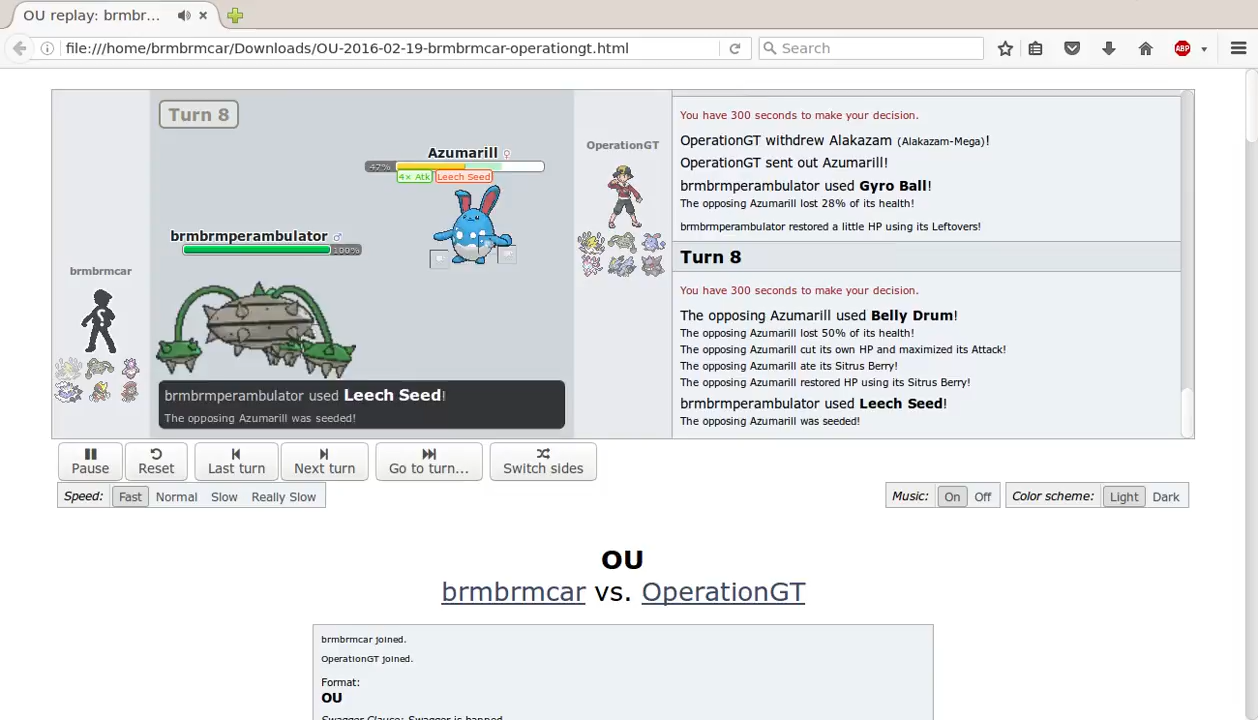 OU replay: brmbr...
file:///home/brmbrmcar/Downloads/OU-2016-02-19-brmbrmcar-operationgt.html
Search
ABP
Turn 8
Azumarill ♀
47%
4× Atk Leech Seed
brmbrmperambulator ♂
100%
brmbrmcar
OperationGT
brmbrmperambulator used Leech Seed!
The opposing Azumarill was seeded!
You have 300 seconds to make your decision.
OperationGT withdrew Alakazam (Alakazam-Mega)!
OperationGT sent out Azumarill!
brmbrmperambulator used Gyro Ball!
The opposing Azumarill lost 28% of its health!
brmbrmperambulator restored a little HP using its Leftovers!
Turn 8
You have 300 seconds to make your decision.
The opposing Azumarill used Belly Drum!
The opposing Azumarill lost 50% of its health!
The opposing Azumarill cut its own HP and maximized its Attack!
The opposing Azumarill ate its Sitrus Berry!
The opposing Azumarill restored HP using its Sitrus Berry!
brmbrmperambulator used Leech Seed!
The opposing Azumarill was seeded!
Pause Reset Last turn Next turn Go to turn... Switch sides
Speed: Fast Normal Slow Really Slow
Music: On Off Color scheme: Light Dark
OU
brmbrmcar vs. OperationGT
brmbrmcar joined.
OperationGT joined.
Format:
OU
Swagger Clause: Swagger is banned